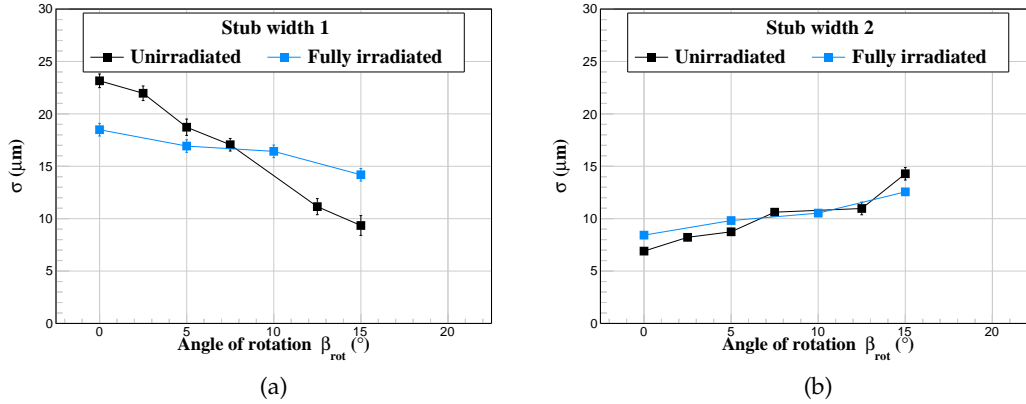 Stub width 1
Unirradiated Fully irradiated
σ (μm)
30
25
20
15
10
5
0
0 5 10 15 20
Angle of rotation β_rot (°)
(a)
Stub width 2
Unirradiated Fully irradiated
σ (μm)
30
25
20
15
10
5
0
0 5 10 15 20
Angle of rotation β_rot (°)
(b)